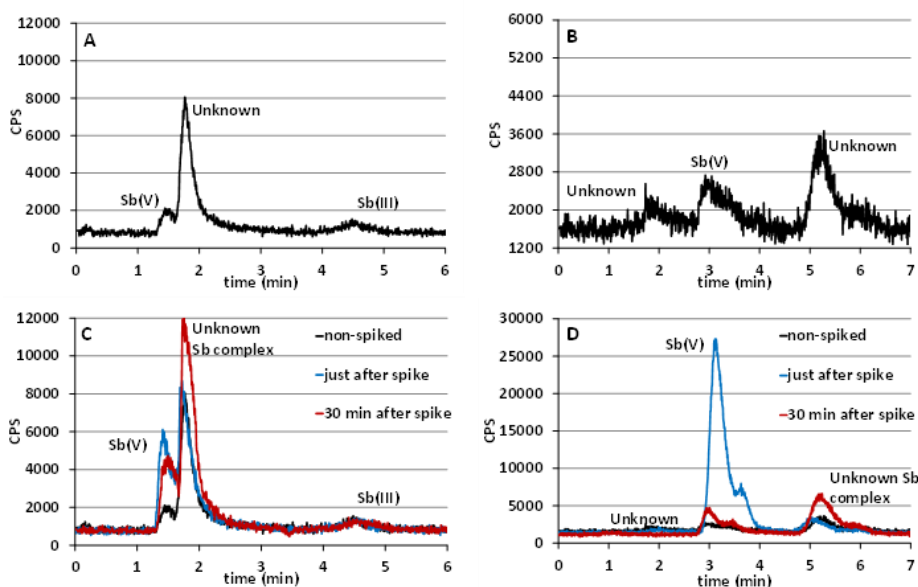 A
12000
10000
8000
6000
4000
2000
0
CPS
Unknown
Sb(V)
Sb(III)
0 1 2 3 4 5 6
time (min)
B
6000
5200
4400
3600
2800
2000
1200
CPS
Unknown
Sb(V)
Unknown
0 1 2 3 4 5 6 7
time (min)
C
12000
10000
8000
6000
4000
2000
0
CPS
Unknown
Sb complex
Sb(V)
Sb(III)
non-spiked
just after spike
30 min after spike
0 1 2 3 4 5 6
time (min)
D
30000
25000
20000
15000
10000
5000
0
CPS
Sb(V)
non-spiked
just after spike
30 min after spike
Unknown
Unknown Sb
complex
0 1 2 3 4 5 6 7
time (min)